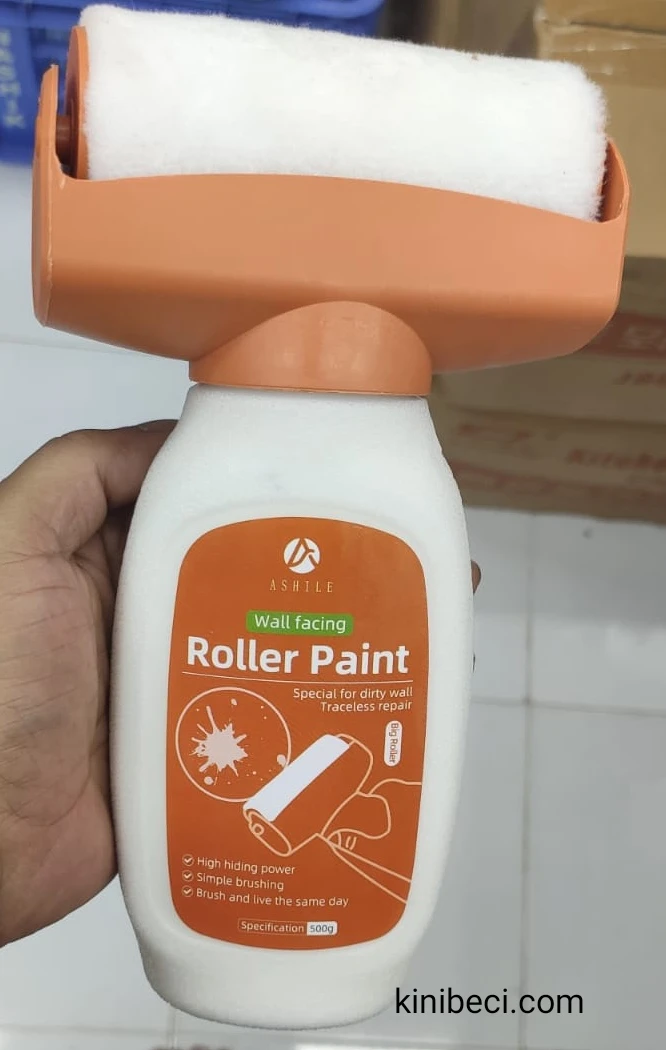 ASHILE
Wall facing
Roller Paint
Special for dirty wall
Traceless repair
Big Roller
High hiding power
Simple brushing
Brush and live the same day
Specification 500g
kinibeci.com